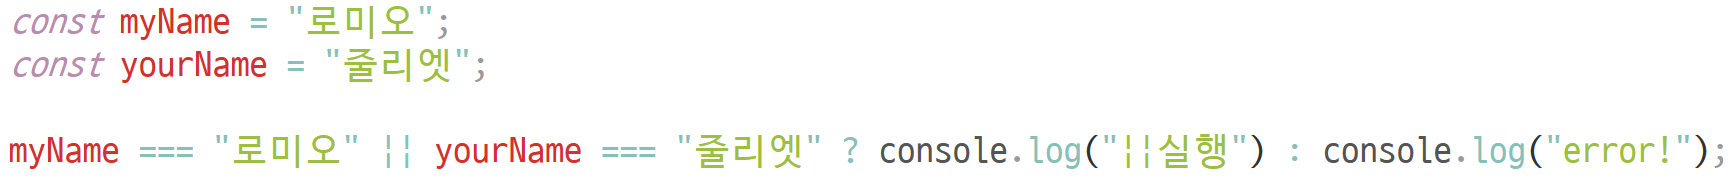 const myName = "로미오";
const yourName = "줄리엣";
myName === "로미오" || yourName === "줄리엣" ? console.log("||실행") : console.log("error!");